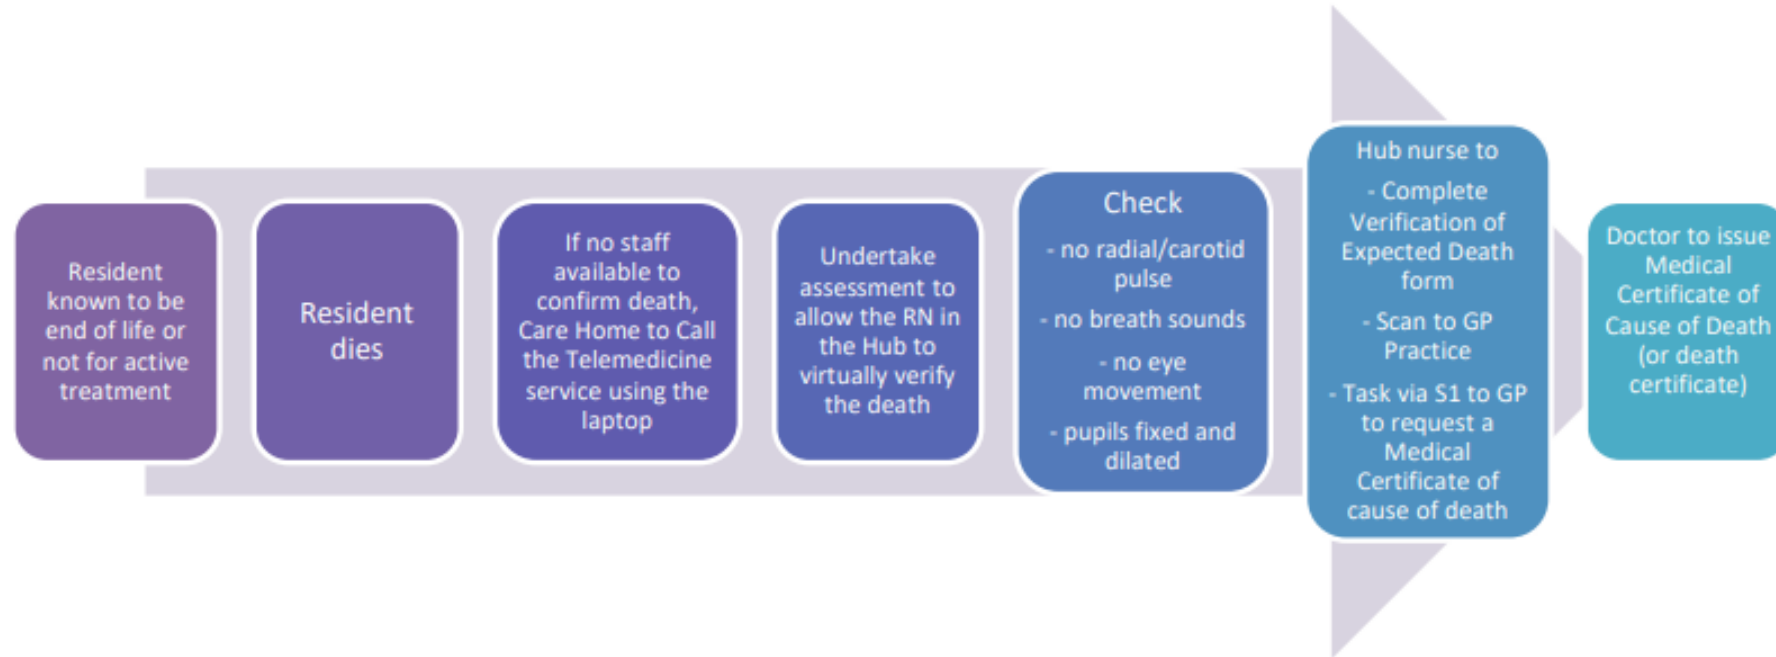 Resident
known to be
end of life or
not for active
treatment
Resident
dies
If no staff
available to
confirm death,
Care Home to Call
the Telemedicine
service using the
laptop
Undertake
assessment to
allow the RN in
the Hub to
virtually verify
the death
Check
- no radial/carotid
pulse
- no breath sounds
- no eye
movement
- pupils fixed and
dilated
Hub nurse to
- Complete
Verification of
Expected Death
form
- Scan to GP
Practice
- Task via S1 to GP
to request a
Medical
Certificate of
cause of death
Doctor to issue
Medical
Certificate of
Cause of Death
(or death
certificate)